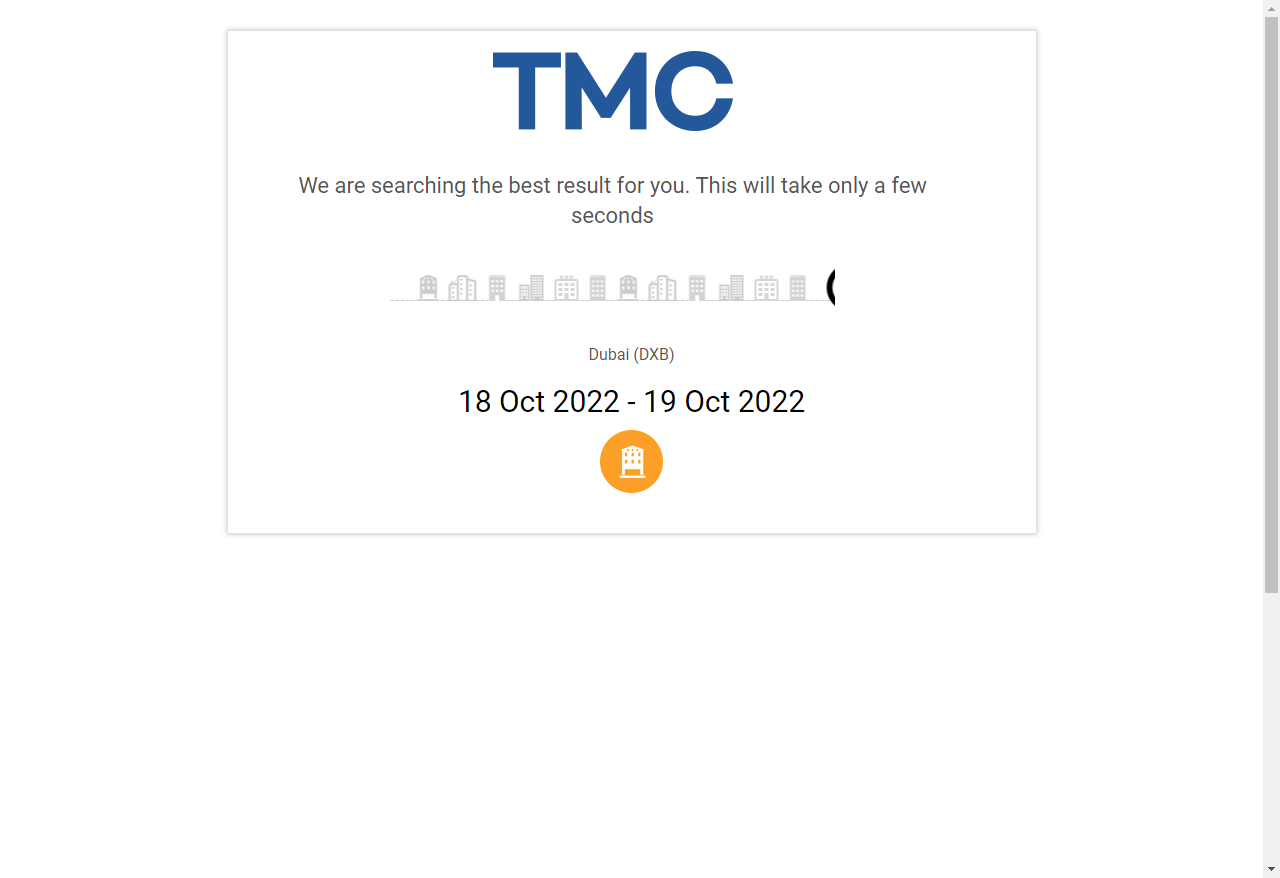 TMC
We are searching the best result for you. This will take only a few
seconds
Dubai (DXB)
18 Oct 2022 - 19 Oct 2022